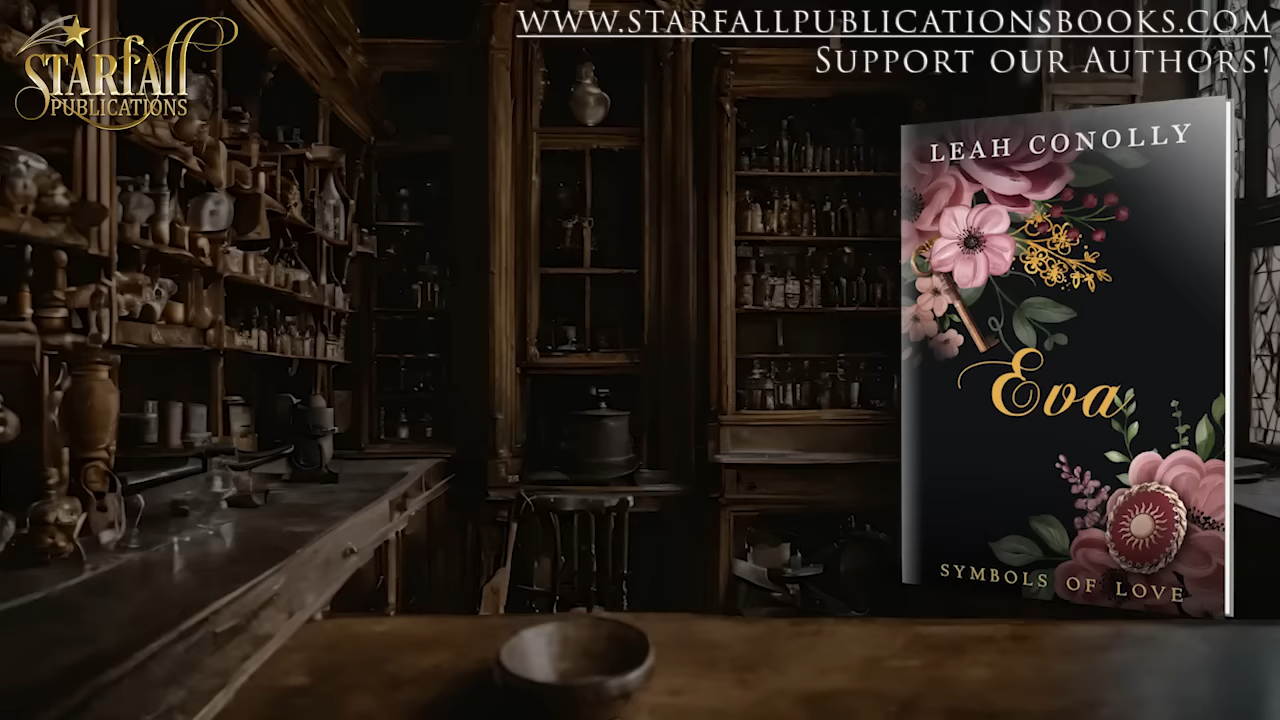 Starfall
PUBLICATIONS
WWW.STARFALLPUBLICATIONSBOOKS.COM
SUPPORT OUR AUTHORS!
LEAH CONOLLY
Eva
SYMBOLS OF LOVE